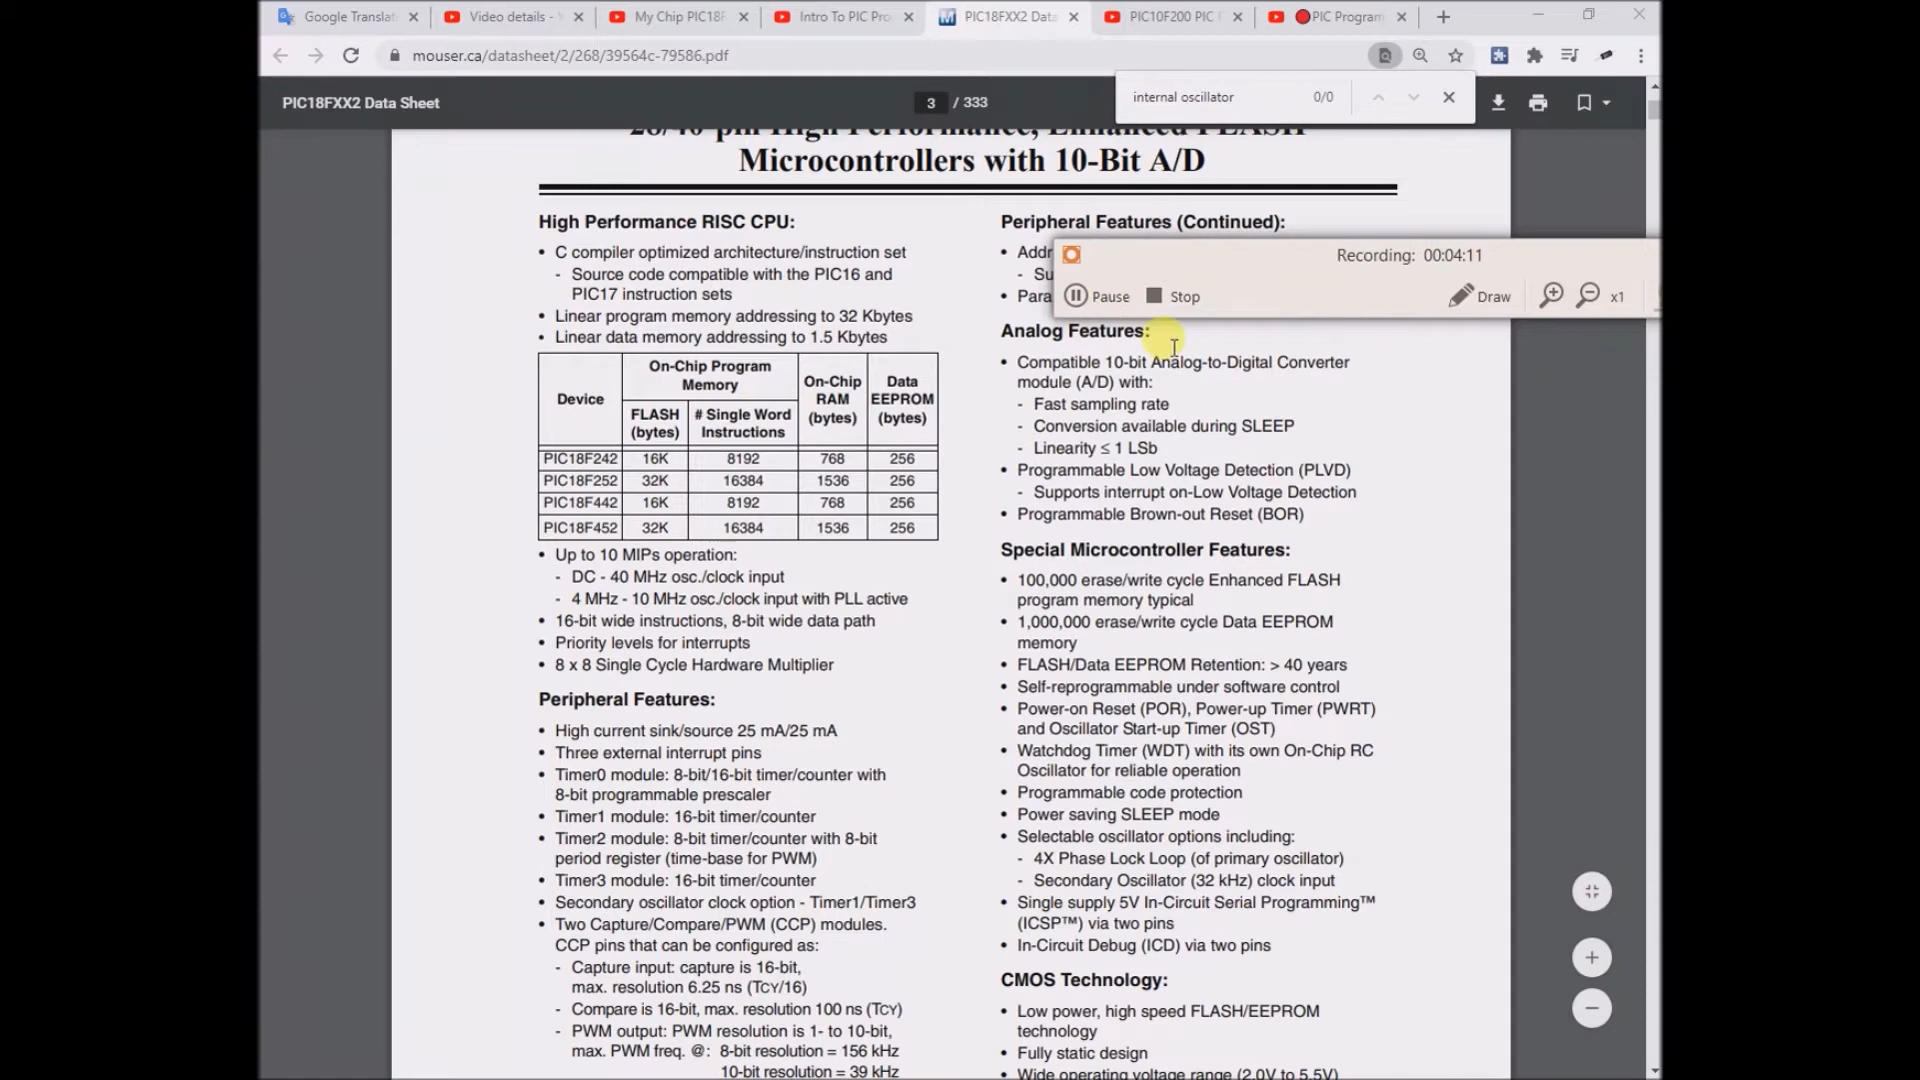 Google Translat
Video details -
My Chip PIC18F
Intro To PIC Pro
PIC18FXX2 Data
PIC10F200 PIC
PIC Program
mouser.ca/datasheet/2/268/39564c-79586.pdf
PIC18FXX2 Data Sheet
3 / 333
internal oscillator 0/0
28/40-pin High Performance, Enhanced FLASH
Microcontrollers with 10-Bit A/D
High Performance RISC CPU:
• C compiler optimized architecture/instruction set
- Source code compatible with the PIC16 and
PIC17 instruction sets
• Linear program memory addressing to 32 Kbytes
• Linear data memory addressing to 1.5 Kbytes
Device
On-Chip Program
Memory
On-Chip
RAM
(bytes)
Data
EEPROM
(bytes)
FLASH
(bytes)
# Single Word
Instructions
PIC18F242 16K 8192 768 256
PIC18F252 32K 16384 1536 256
PIC18F442 16K 8192 768 256
PIC18F452 32K 16384 1536 256
• Up to 10 MIPs operation:
- DC - 40 MHz osc./clock input
- 4 MHz - 10 MHz osc./clock input with PLL active
• 16-bit wide instructions, 8-bit wide data path
• Priority levels for interrupts
• 8 x 8 Single Cycle Hardware Multiplier
Peripheral Features:
• High current sink/source 25 mA/25 mA
• Three external interrupt pins
• Timer0 module: 8-bit/16-bit timer/counter with
8-bit programmable prescaler
• Timer1 module: 16-bit timer/counter
• Timer2 module: 8-bit timer/counter with 8-bit
period register (time-base for PWM)
• Timer3 module: 16-bit timer/counter
• Secondary oscillator clock option - Timer1/Timer3
• Two Capture/Compare/PWM (CCP) modules.
CCP pins that can be configured as:
- Capture input: capture is 16-bit,
max. resolution 6.25 ns (TCY/16)
- Compare is 16-bit, max. resolution 100 ns (TCY)
- PWM output: PWM resolution is 1- to 10-bit,
max. PWM freq. @: 8-bit resolution = 156 kHz
10-bit resolution = 39 kHz
Peripheral Features (Continued):
• Addr
- Su
• Para
Recording: 00:04:11
Pause Stop Draw x1
Analog Features:
• Compatible 10-bit Analog-to-Digital Converter
module (A/D) with:
- Fast sampling rate
- Conversion available during SLEEP
- Linearity ≤ 1 LSb
• Programmable Low Voltage Detection (PLVD)
- Supports interrupt on-Low Voltage Detection
• Programmable Brown-out Reset (BOR)
Special Microcontroller Features:
• 100,000 erase/write cycle Enhanced FLASH
program memory typical
• 1,000,000 erase/write cycle Data EEPROM
memory
• FLASH/Data EEPROM Retention: > 40 years
• Self-reprogrammable under software control
• Power-on Reset (POR), Power-up Timer (PWRT)
and Oscillator Start-up Timer (OST)
• Watchdog Timer (WDT) with its own On-Chip RC
Oscillator for reliable operation
• Programmable code protection
• Power saving SLEEP mode
• Selectable oscillator options including:
- 4X Phase Lock Loop (of primary oscillator)
- Secondary Oscillator (32 kHz) clock input
• Single supply 5V In-Circuit Serial Programming™
(ICSP™) via two pins
• In-Circuit Debug (ICD) via two pins
CMOS Technology:
• Low power, high speed FLASH/EEPROM
technology
• Fully static design
• Wide operating voltage range (2.0V to 5.5V)